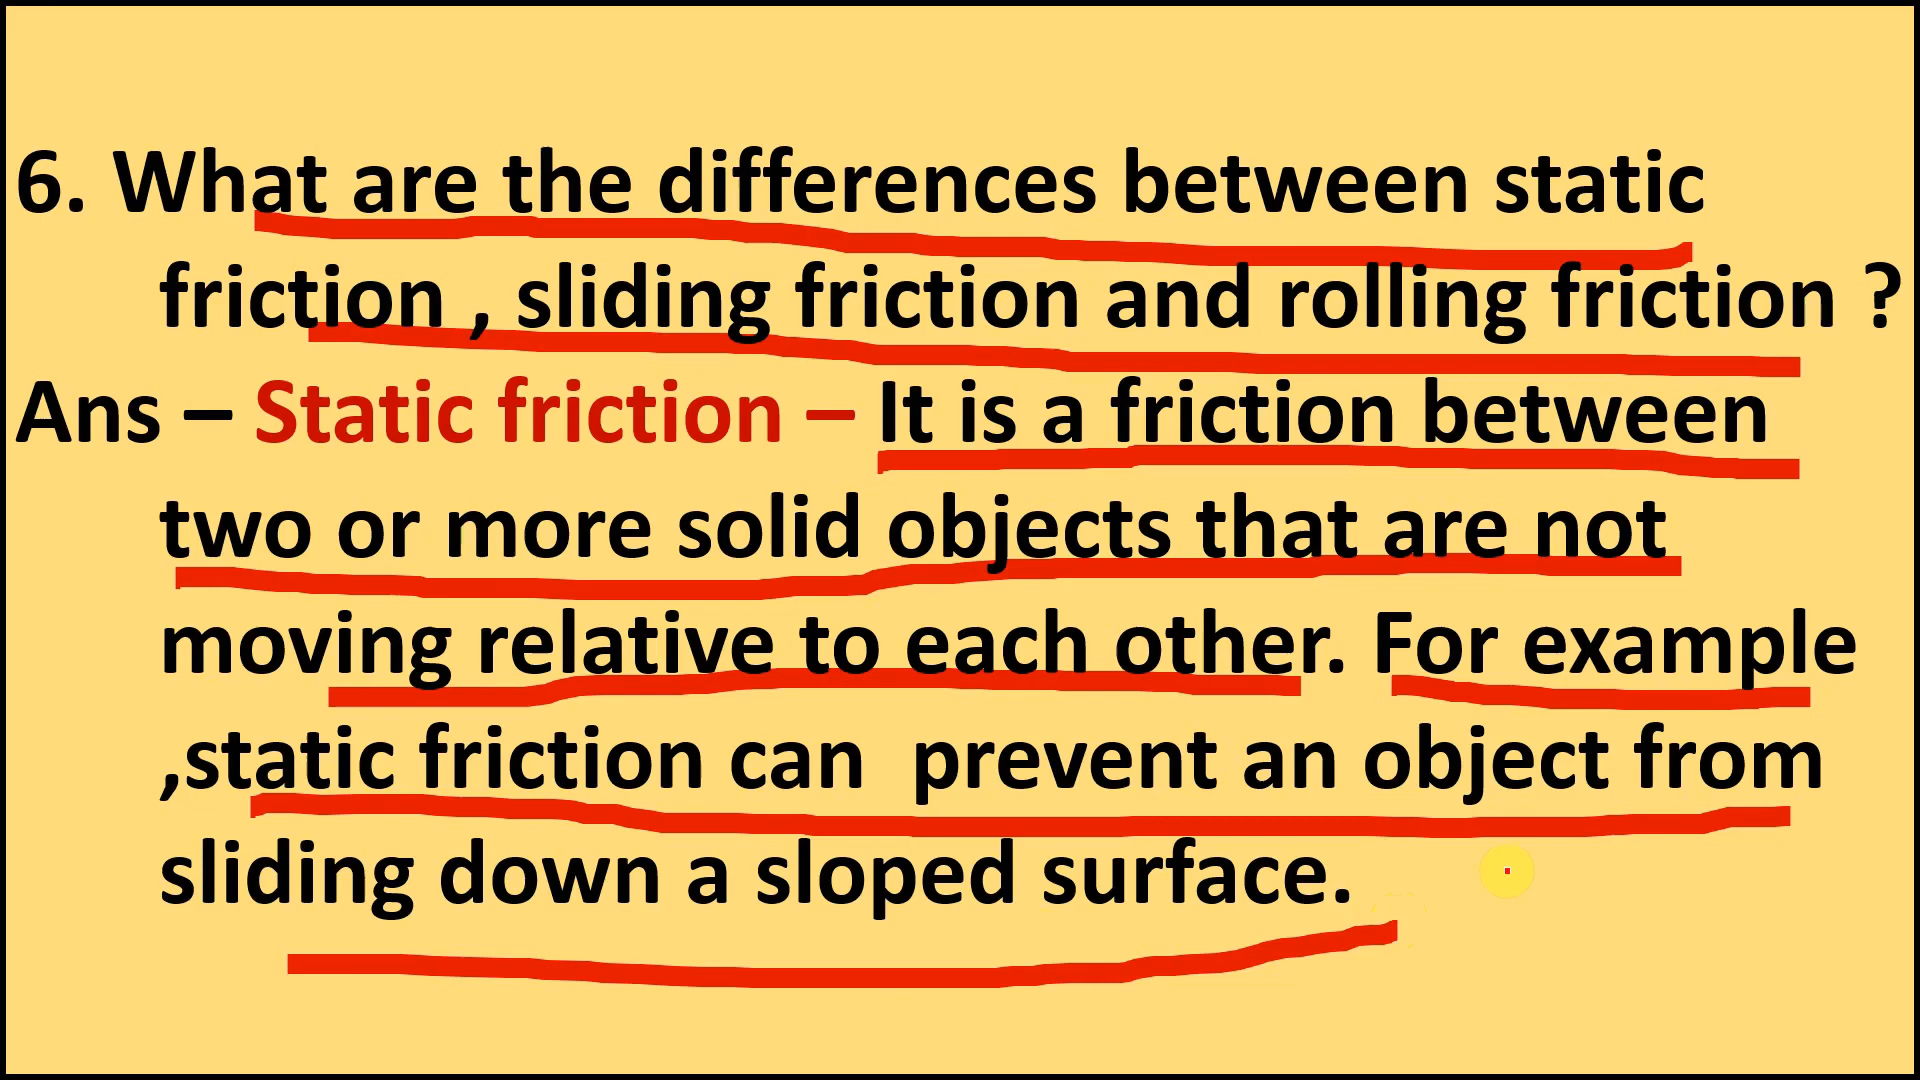 6. What are the differences between static
friction , sliding friction and rolling friction ?
Ans – Static friction – It is a friction between
two or more solid objects that are not
moving relative to each other. For example
,static friction can  prevent an object from
sliding down a sloped surface.